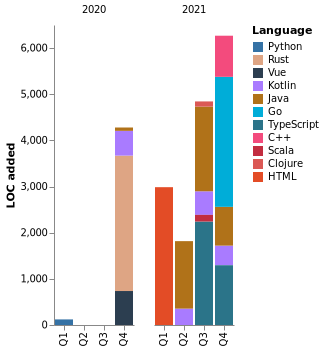 2020 2021
Language
Python
Rust
Vue
Kotlin
Java
Go
TypeScript
C++
Scala
Clojure
HTML
LOC added
6,000
5,000
4,000
3,000
2,000
1,000
0
Q1 Q2 Q3 Q4 Q1 Q2 Q3 Q4